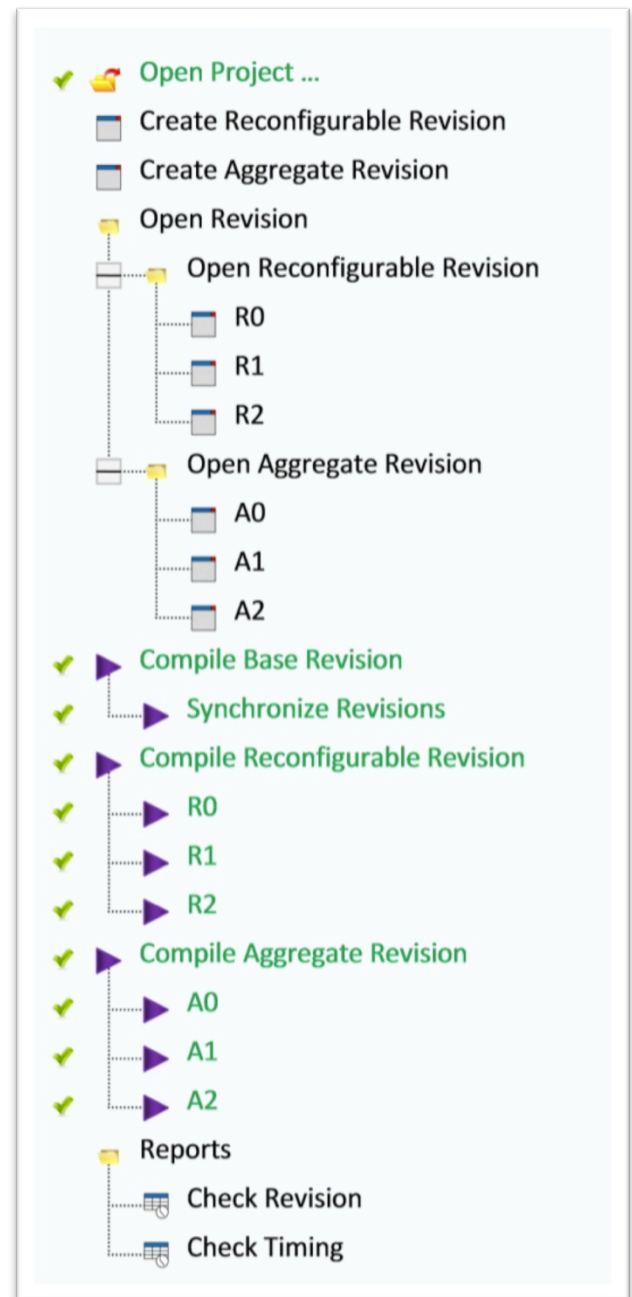 Open Project ...
Create Reconfigurable Revision
Create Aggregate Revision
Open Revision
Open Reconfigurable Revision
R0
R1
R2
Open Aggregate Revision
A0
A1
A2
Compile Base Revision
Synchronize Revisions
Compile Reconfigurable Revision
R0
R1
R2
Compile Aggregate Revision
A0
A1
A2
Reports
Check Revision
Check Timing